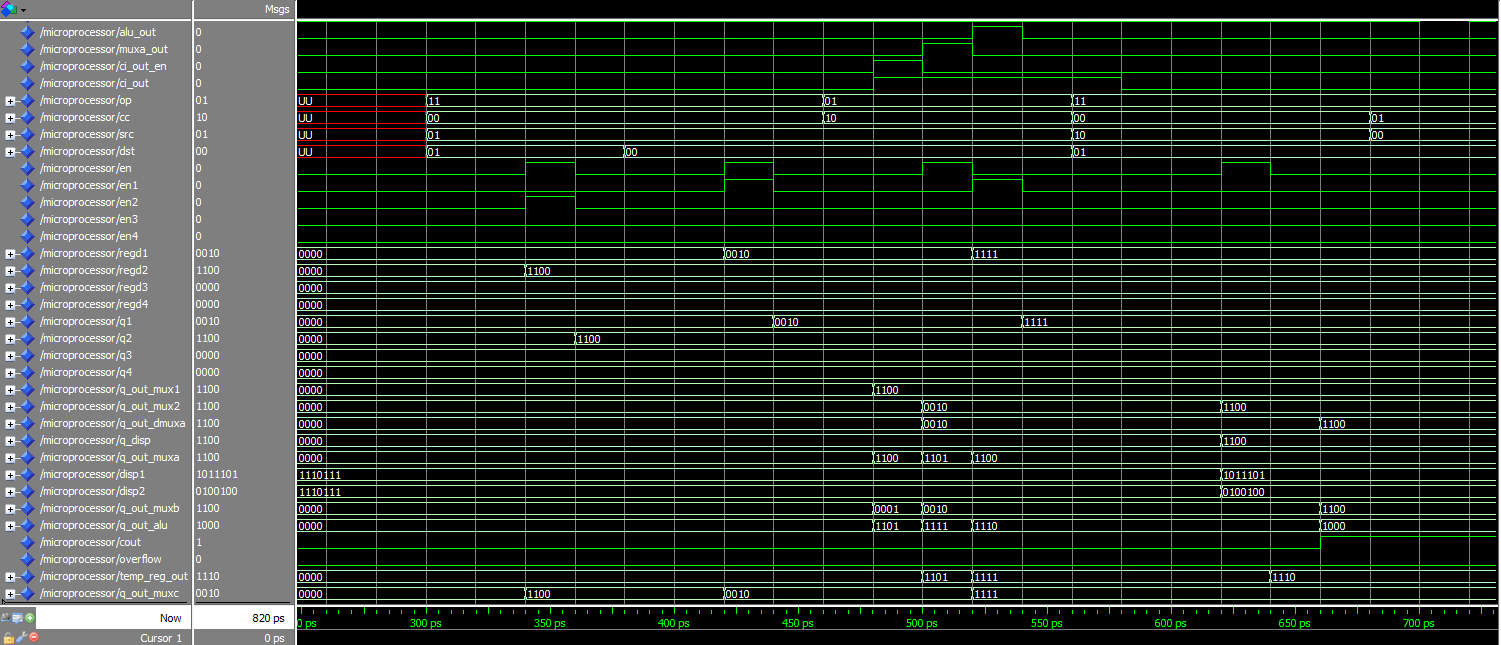 Msgs
/microprocessor/alu_out 0
/microprocessor/muxa_out 0
/microprocessor/ci_out_en 0
/microprocessor/ci_out 0
/microprocessor/op 01 UU 11 01 11
/microprocessor/cc 10 UU 00 10 00 01
/microprocessor/src 01 UU 01 10 00
/microprocessor/dst 00 UU 01 00 01
/microprocessor/en 0
/microprocessor/en1 0
/microprocessor/en2 0
/microprocessor/en3 0
/microprocessor/en4 0
/microprocessor/regd1 0010 0000 0010 1111
/microprocessor/regd2 1100 0000 1100
/microprocessor/regd3 0000 0000
/microprocessor/regd4 0000 0000
/microprocessor/q1 0010 0000 0010 1111
/microprocessor/q2 1100 0000 1100
/microprocessor/q3 0000 0000
/microprocessor/q4 0000 0000
/microprocessor/q_out_mux1 1100 0000 1100
/microprocessor/q_out_mux2 1100 0000 0010 1100
/microprocessor/q_out_dmuxa 1100 0000 0010 1100
/microprocessor/q_disp 1100 0000 1100
/microprocessor/q_out_muxa 1100 0000 1100 1101 1100
/microprocessor/disp1 1011101 1110111 1011101
/microprocessor/disp2 0100100 1110111 0100100
/microprocessor/q_out_muxb 1100 0000 0001 0010 1100
/microprocessor/q_out_alu 1000 0000 1101 1111 1110 1000
/microprocessor/cout 1
/microprocessor/overflow 0
/microprocessor/temp_reg_out 1110 0000 1101 1111 1110
/microprocessor/q_out_muxc 0010 0000 1100 0010 1111
Now 820 ps 0 ps 300 ps 350 ps 400 ps 450 ps 500 ps 550 ps 600 ps 650 ps 700 ps
Cursor 1 0 ps